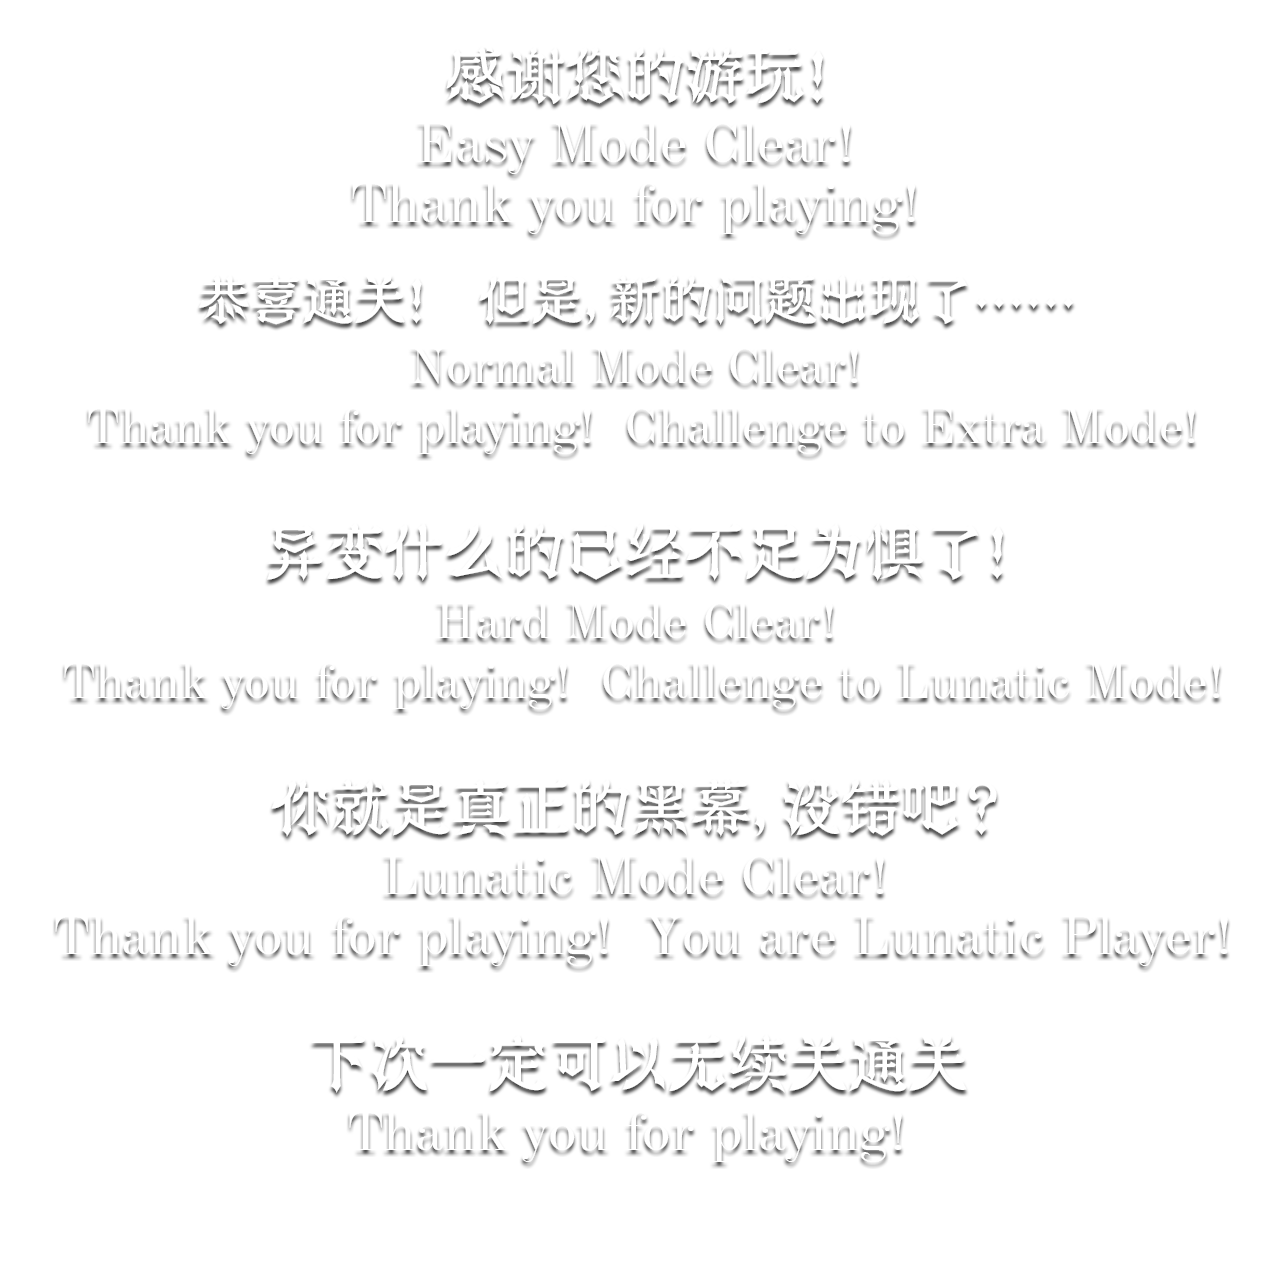 感谢您的游玩！
Easy Mode Clear!
Thank you for playing!
恭喜通关！ 但是，新的问题出现了……
Normal Mode Clear!
Thank you for playing! Challenge to Extra Mode!
异变什么的已经不足为惧了！
Hard Mode Clear!
Thank you for playing! Challenge to Lunatic Mode!
你就是真正的黑幕，没错吧？
Lunatic Mode Clear!
Thank you for playing! You are Lunatic Player!
下次一定可以无续关通关
Thank you for playing!